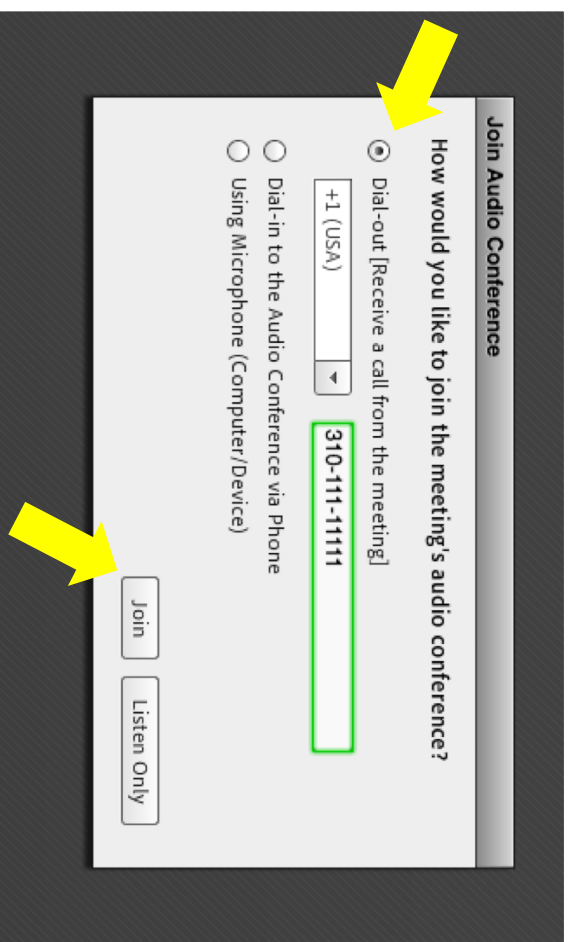 Join Audio Conference
How would you like to join the meeting's audio conference?
Dial-out [Receive a call from the meeting]
+1 (USA) 310-111-11111
Dial-in to the Audio Conference via Phone
Using Microphone (Computer/Device)
Join Listen Only